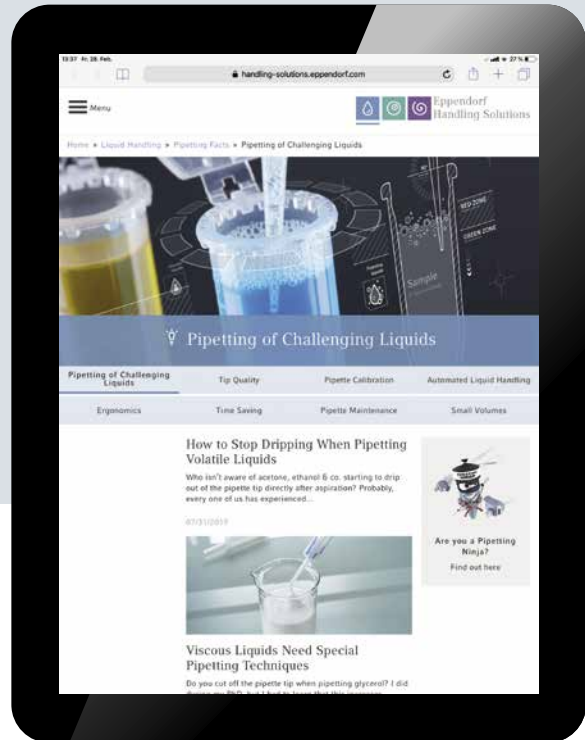 13:37 Fr. 28. Feb.
27 %
handling-solutions.eppendorf.com
Menu
Eppendorf
Handling Solutions
Home » Liquid Handling » Pipetting Facts » Pipetting of Challenging Liquids
RED ZONE
GREEN ZONE
Sample
Pipetting of Challenging Liquids
Pipetting of Challenging
Liquids
Tip Quality
Pipette Calibration
Automated Liquid Handling
Ergonomics
Time Saving
Pipette Maintenance
Small Volumes
How to Stop Dripping When Pipetting
Volatile Liquids
Who isn't aware of acetone, ethanol & co. starting to drip
out of the pipette tip directly after aspiration? Probably,
every one of us has experienced...
07/31/2019
Are you a Pipetting
Ninja?
Find out here
Viscous Liquids Need Special
Pipetting Techniques
Do you cut off the pipette tip when pipetting glycerol? I did